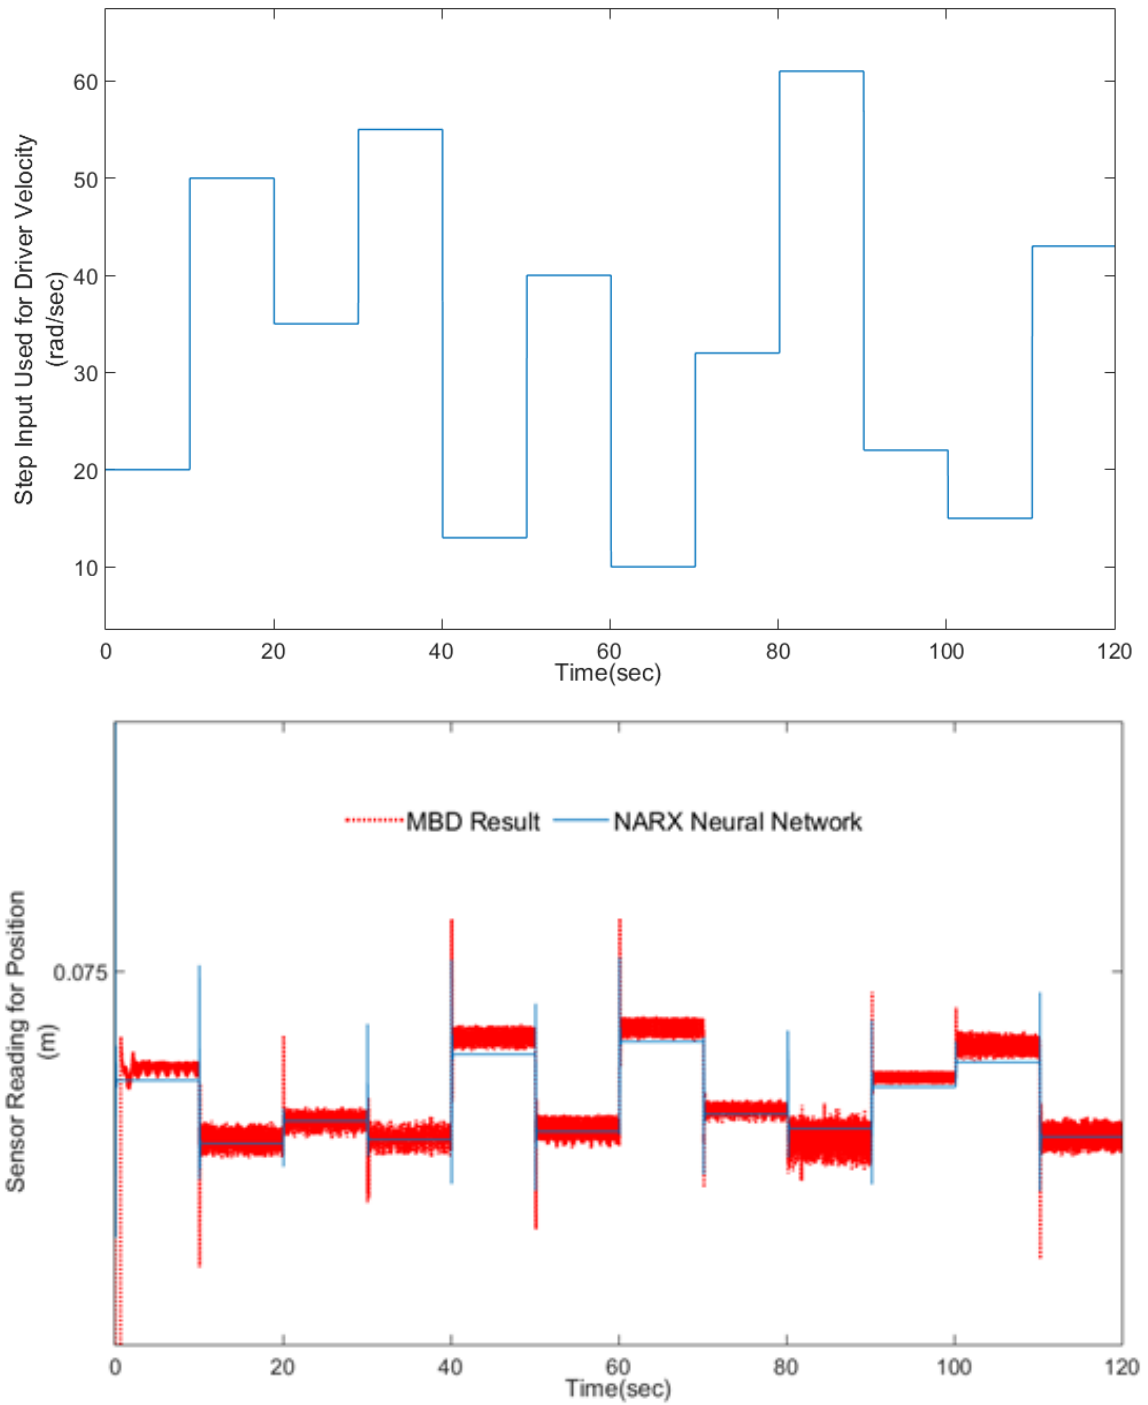 Step Input Used for Driver Velocity
(rad/sec)
60
50
40
30
20
10
0 20 40 60 80 100 120
Time(sec)
MBD Result NARX Neural Network
Sensor Reading for Position
(m)
0.075
0 20 40 60 80 100 120
Time(sec)